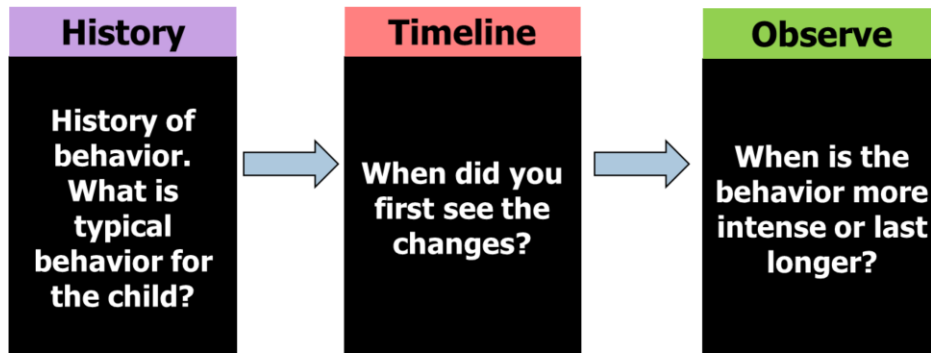 History
History of
behavior.
What is
typical
behavior for
the child?
Timeline
When did you
first see the
changes?
Observe
When is the
behavior more
intense or last
longer?